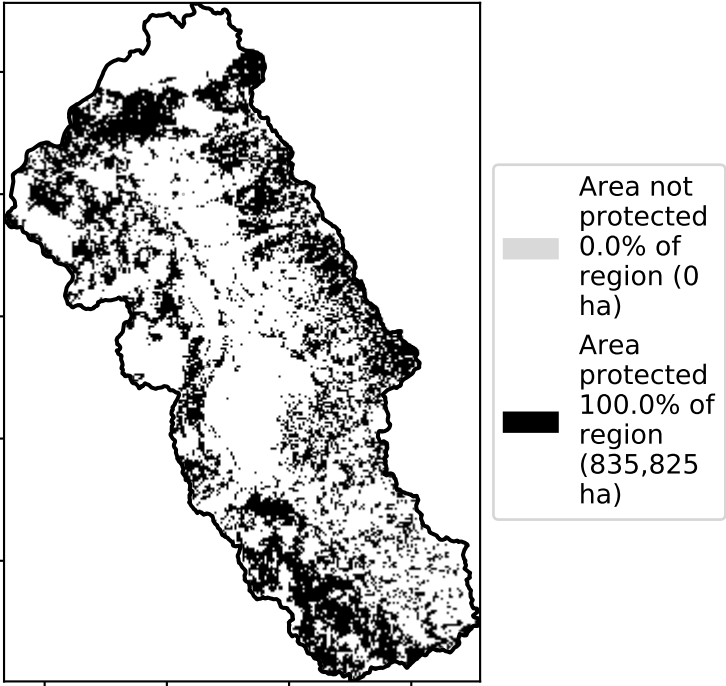 Area not
protected
0.0% of
region (0
ha)
Area
protected
100.0% of
region
(835,825
ha)